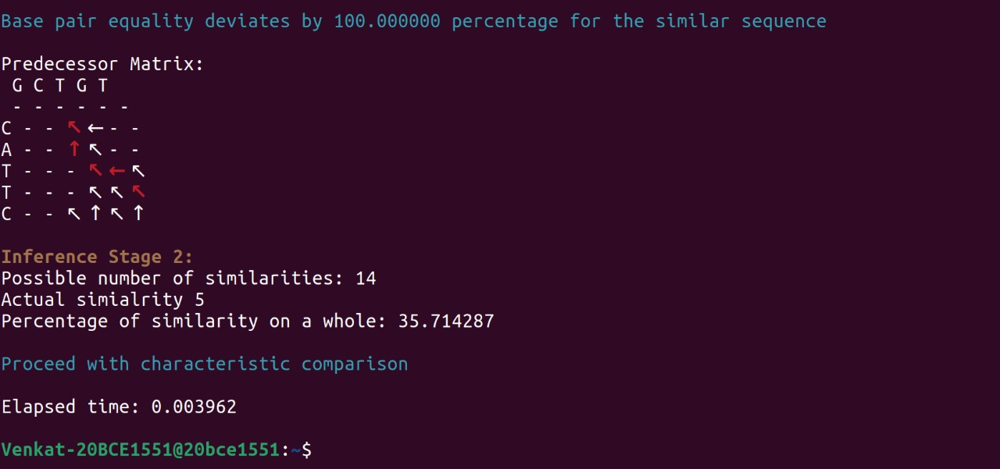 Base pair equality deviates by 100.000000 percentage for the similar sequence
Predecessor Matrix:
G C T G T
- - - - - -
C - - ↖ ← - -
A - - ↑ ↖ - -
T - - - ↖ ← ↖
T - - - ↖ ↖ ↖
C - - ↖ ↑ ↖ ↑
Inference Stage 2:
Possible number of similarities: 14
Actual simialrity 5
Percentage of similarity on a whole: 35.714287
Proceed with characteristic comparison
Elapsed time: 0.003962
Venkat-20BCE1551@20bce1551:~$